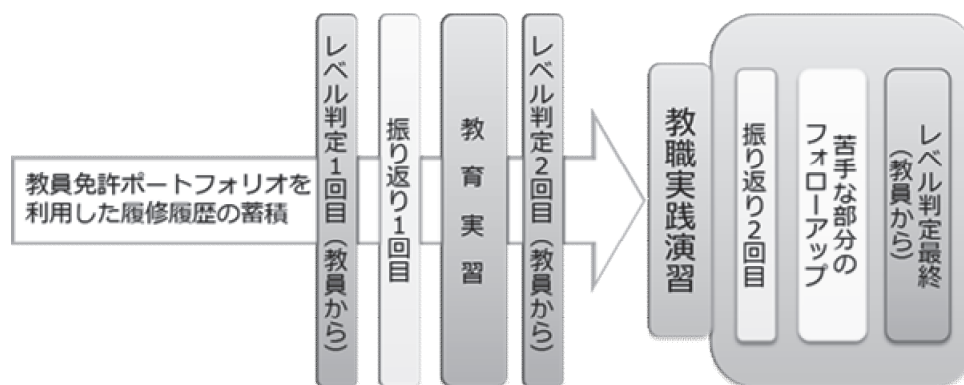 教員免許ポートフォリオを
利用した履修履歴の蓄積
レベル判定1回目(教員から)
振り返り1回目
教育実習
レベル判定2回目(教員から)
教職実践演習
振り返り2回目
苦手な部分の
フォローアップ
レベル判定最終
(教員から)